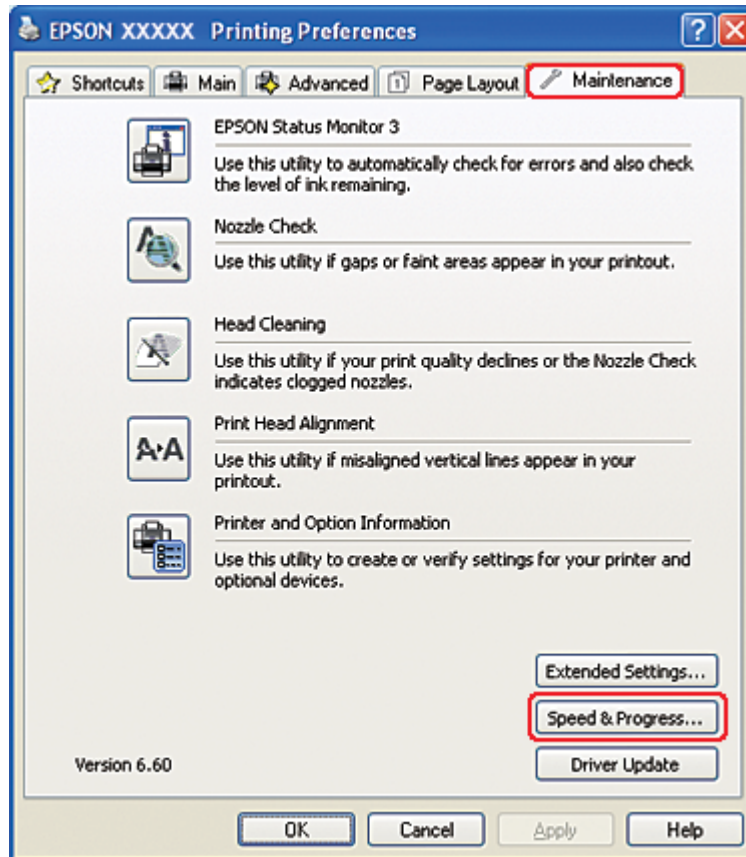 EPSON XXXXX Printing Preferences
Shortcuts Main Advanced Page Layout Maintenance
EPSON Status Monitor 3
Use this utility to automatically check for errors and also check
the level of ink remaining.
Nozzle Check
Use this utility if gaps or faint areas appear in your printout.
Head Cleaning
Use this utility if your print quality declines or the Nozzle Check
indicates clogged nozzles.
Print Head Alignment
Use this utility if misaligned vertical lines appear in your
printout.
Printer and Option Information
Use this utility to create or verify settings for your printer and
optional devices.
Extended Settings...
Speed & Progress...
Version 6.60 Driver Update
OK Cancel Apply Help